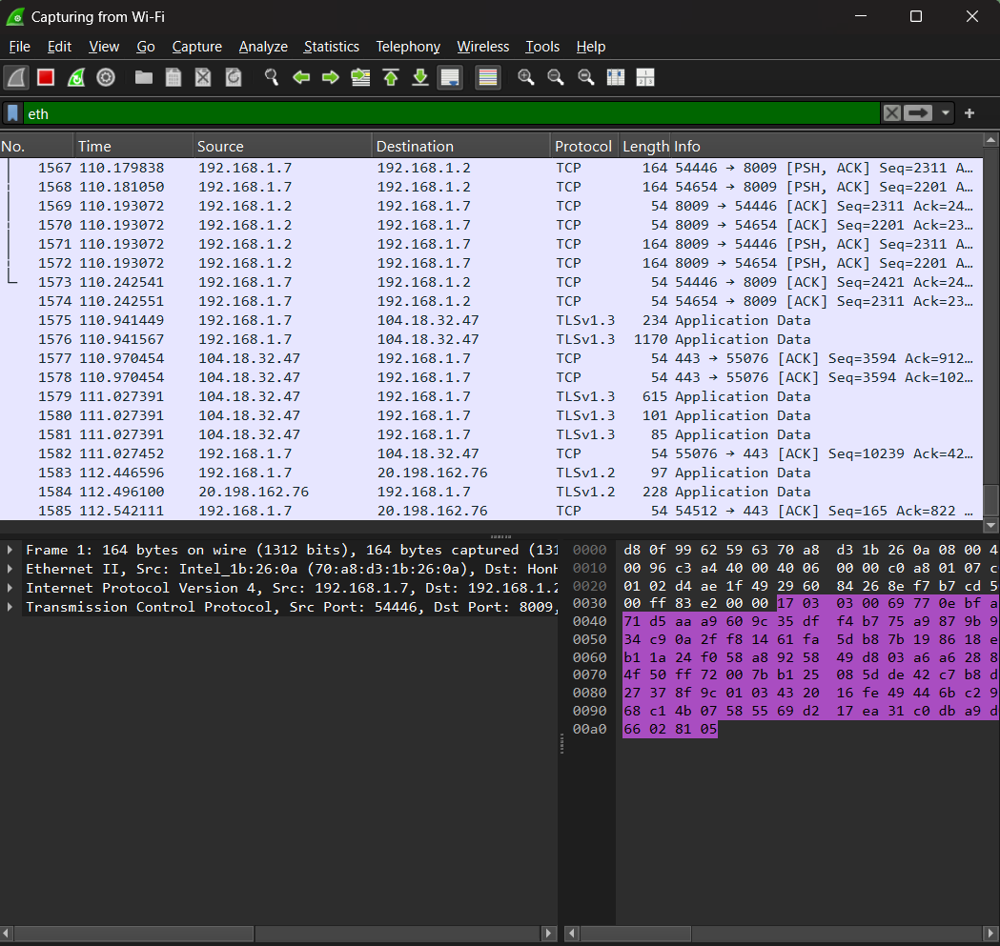 Capturing from Wi-Fi
File Edit View Go Capture Analyze Statistics Telephony Wireless Tools Help
eth
No. Time Source Destination Protocol Length Info
1567 110.179838 192.168.1.7 192.168.1.2 TCP 164 54446 → 8009 [PSH, ACK] Seq=2311 A…
1568 110.181050 192.168.1.7 192.168.1.2 TCP 164 54654 → 8009 [PSH, ACK] Seq=2201 A…
1569 110.193072 192.168.1.2 192.168.1.7 TCP 54 8009 → 54446 [ACK] Seq=2311 Ack=24…
1570 110.193072 192.168.1.2 192.168.1.7 TCP 54 8009 → 54654 [ACK] Seq=2201 Ack=23…
1571 110.193072 192.168.1.2 192.168.1.7 TCP 164 8009 → 54446 [PSH, ACK] Seq=2311 A…
1572 110.193072 192.168.1.2 192.168.1.7 TCP 164 8009 → 54654 [PSH, ACK] Seq=2201 A…
1573 110.242541 192.168.1.7 192.168.1.2 TCP 54 54446 → 8009 [ACK] Seq=2421 Ack=24…
1574 110.242551 192.168.1.7 192.168.1.2 TCP 54 54654 → 8009 [ACK] Seq=2311 Ack=23…
1575 110.941449 192.168.1.7 104.18.32.47 TLSv1.3 234 Application Data
1576 110.941567 192.168.1.7 104.18.32.47 TLSv1.3 1170 Application Data
1577 110.970454 104.18.32.47 192.168.1.7 TCP 54 443 → 55076 [ACK] Seq=3594 Ack=912…
1578 110.970454 104.18.32.47 192.168.1.7 TCP 54 443 → 55076 [ACK] Seq=3594 Ack=102…
1579 111.027391 104.18.32.47 192.168.1.7 TLSv1.3 615 Application Data
1580 111.027391 104.18.32.47 192.168.1.7 TLSv1.3 101 Application Data
1581 111.027391 104.18.32.47 192.168.1.7 TLSv1.3 85 Application Data
1582 111.027452 192.168.1.7 104.18.32.47 TCP 54 55076 → 443 [ACK] Seq=10239 Ack=42…
1583 112.446596 192.168.1.7 20.198.162.76 TLSv1.2 97 Application Data
1584 112.496100 20.198.162.76 192.168.1.7 TLSv1.2 228 Application Data
1585 112.542111 192.168.1.7 20.198.162.76 TCP 54 54512 → 443 [ACK] Seq=165 Ack=822 …
Frame 1: 164 bytes on wire (1312 bits), 164 bytes captured (131
Ethernet II, Src: Intel_1b:26:0a (70:a8:d3:1b:26:0a), Dst: HonH
Internet Protocol Version 4, Src: 192.168.1.7, Dst: 192.168.1.2
Transmission Control Protocol, Src Port: 54446, Dst Port: 8009,
0000 d8 0f 99 62 59 63 70 a8 d3 1b 26 0a 08 00 4
0010 00 96 c3 a4 40 00 40 06 00 00 c0 a8 01 07 c
0020 01 02 d4 ae 1f 49 29 60 84 26 8e f7 b7 cd 5
0030 00 ff 83 e2 00 00 17 03 03 00 69 77 0e bf a
0040 71 d5 aa a9 60 9c 35 df f4 b7 75 a9 87 9b 9
0050 34 c9 0a 2f f8 14 61 fa 5d b8 7b 19 86 18 e
0060 b1 1a 24 f0 58 a8 92 58 49 d8 03 a6 a6 28 8
0070 4f 50 ff 72 00 7b b1 25 08 5d de 42 c7 b8 d
0080 27 37 8f 9c 01 03 43 20 16 fe 49 44 6b c2 9
0090 68 c1 4b 07 58 55 69 d2 17 ea 31 c0 db a9 d
00a0 66 02 81 05